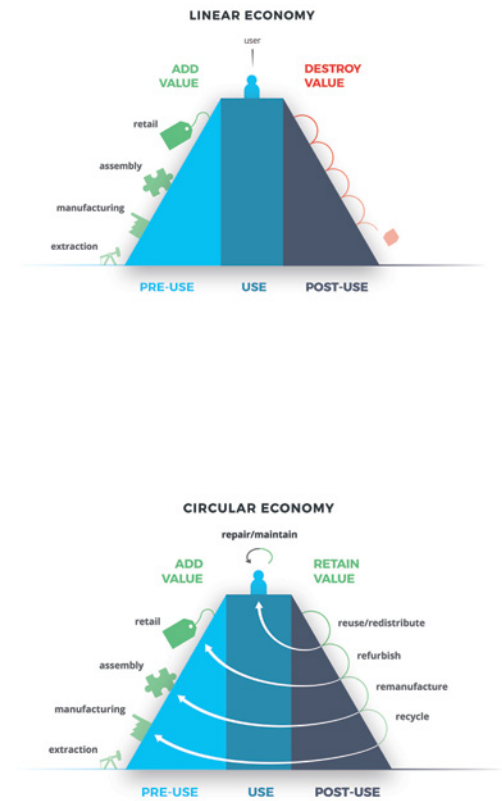 LINEAR ECONOMY
user
ADD
VALUE
DESTROY
VALUE
retail
assembly
manufacturing
extraction
PRE-USE
USE
POST-USE
CIRCULAR ECONOMY
repair/maintain
ADD
VALUE
RETAIN
VALUE
retail
reuse/redistribute
refurbish
assembly
remanufacture
manufacturing
recycle
extraction
PRE-USE
USE
POST-USE